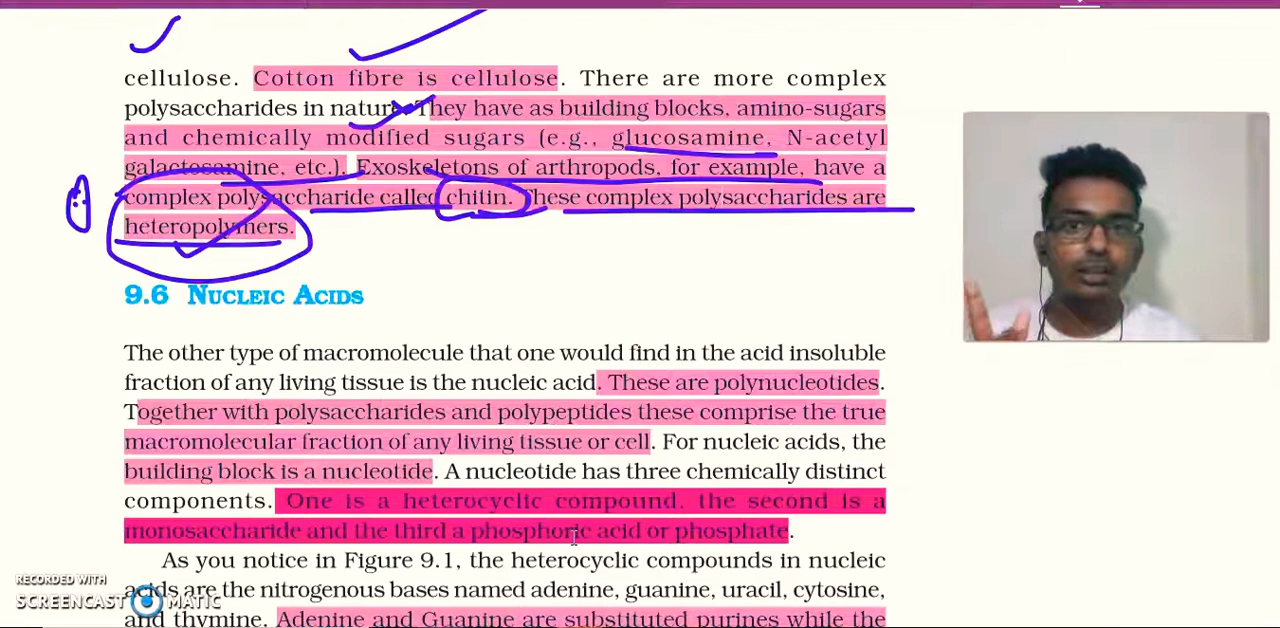 cellulose. Cotton fibre is cellulose. There are more complex
polysaccharides in nature. They have as building blocks, amino-sugars
and chemically modified sugars (e.g., glucosamine, N-acetyl
galactosamine, etc.). Exoskeletons of arthropods, for example, have a
complex polysaccharide called chitin. These complex polysaccharides are
heteropolymers.
9.6 NUCLEIC ACIDS
The other type of macromolecule that one would find in the acid insoluble
fraction of any living tissue is the nucleic acid. These are polynucleotides.
Together with polysaccharides and polypeptides these comprise the true
macromolecular fraction of any living tissue or cell. For nucleic acids, the
building block is a nucleotide. A nucleotide has three chemically distinct
components. One is a heterocyclic compound, the second is a
monosaccharide and the third a phosphoric acid or phosphate.
As you notice in Figure 9.1, the heterocyclic compounds in nucleic
acids are the nitrogenous bases named adenine, guanine, uracil, cytosine,
and thymine. Adenine and Guanine are substituted purines while the
RECORDED WITH
SCREENCAST MATIC